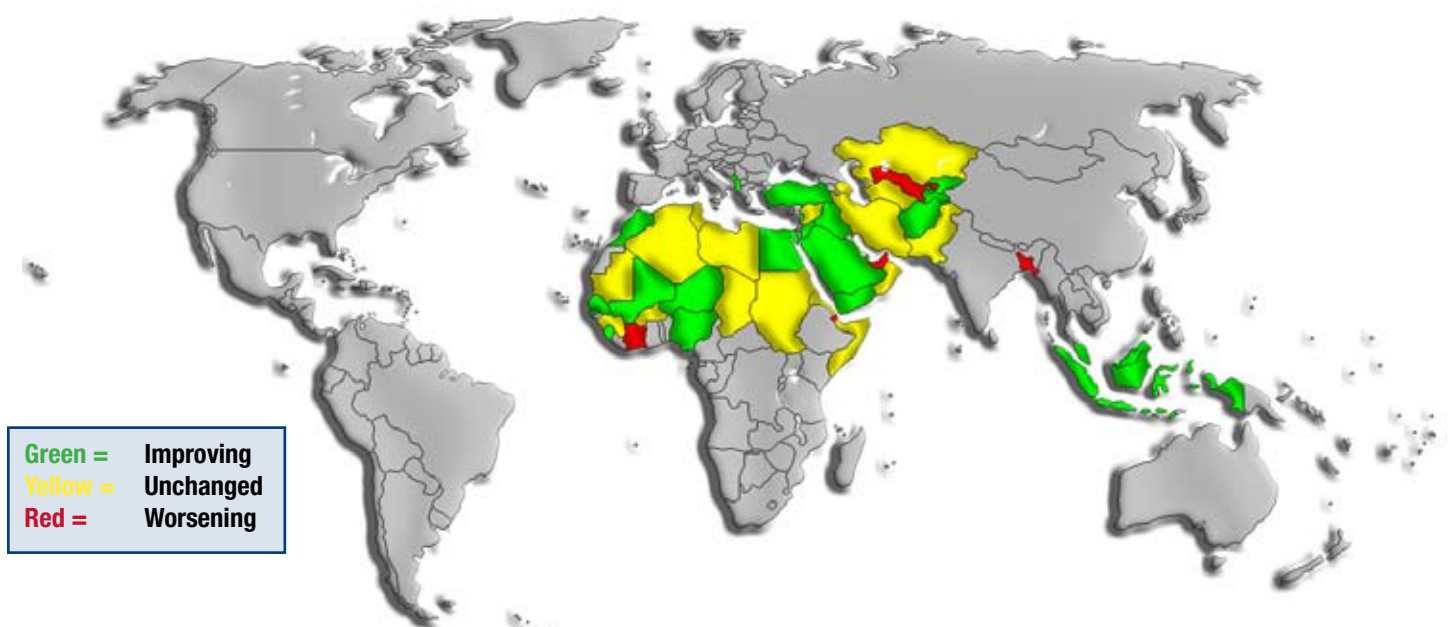 Green = Improving
Yellow = Unchanged
Red = Worsening